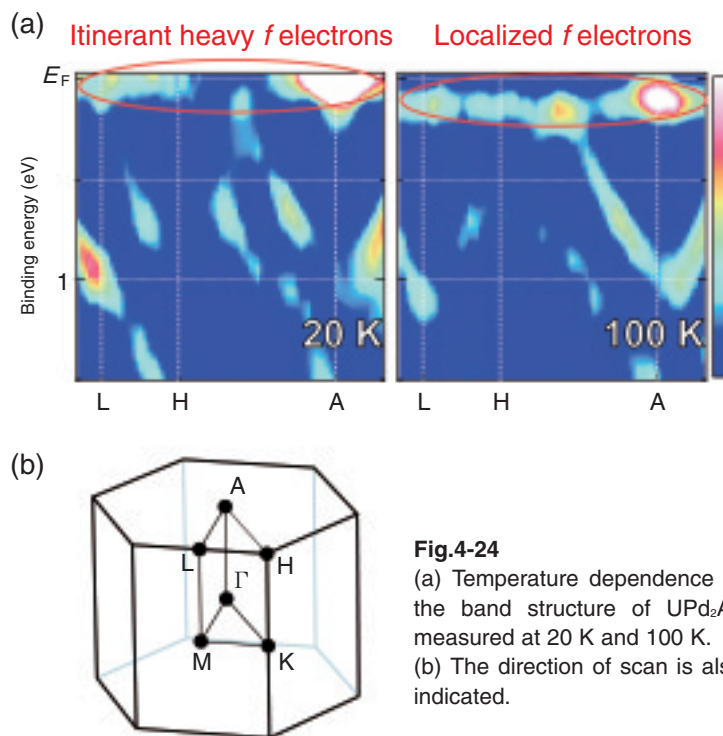 (a)
Itinerant heavy f electrons Localized f electrons
EF
Binding energy (eV)
1
20 K 100 K
L H A L H A
(b)
A
L H
Γ
M K
Fig.4-24
(a) Temperature dependence
the band structure of UPd₂A
measured at 20 K and 100 K.
(b) The direction of scan is als
indicated.